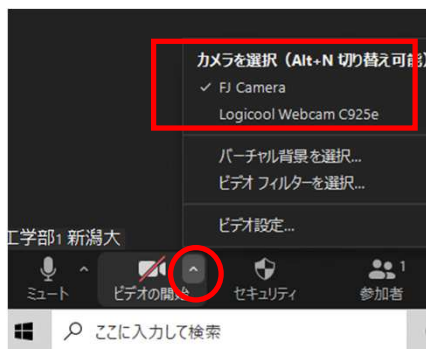 カメラを選択（Alt+N 切り替え可能）
✓ FJ Camera
Logicool Webcam C925e
バーチャル背景を選択...
ビデオ フィルターを選択...
ビデオ設定...
工学部1 新潟大
ミュート
ビデオの開始
セキュリティ
1
参加者
ここに入力して検索